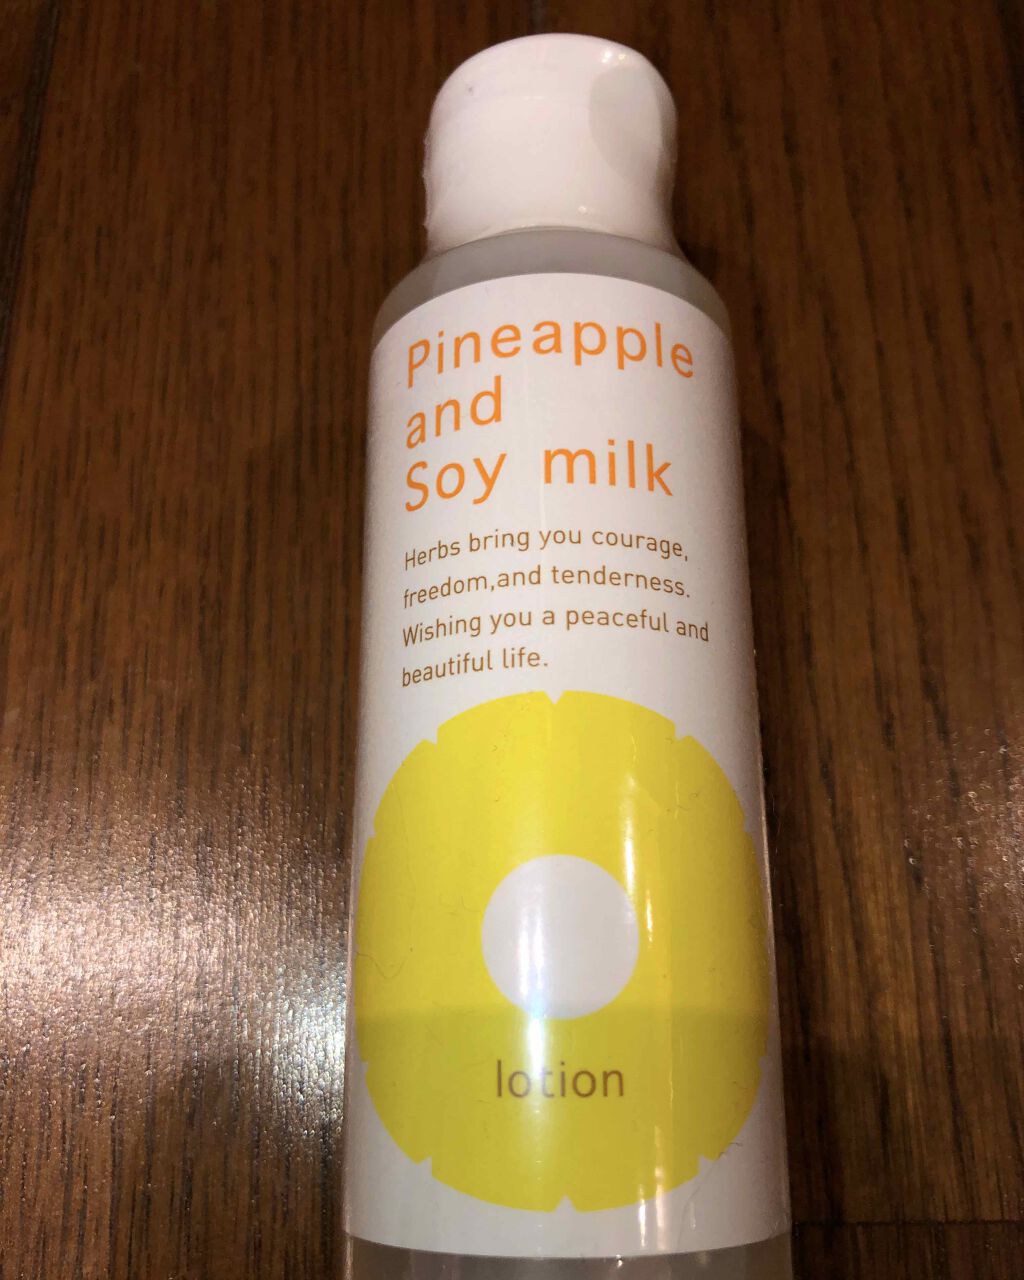 Pineapple
and
Soy milk
Herbs bring you courage,
freedom,and tenderness.
Wishing you a peaceful and
beautiful life.
lotion